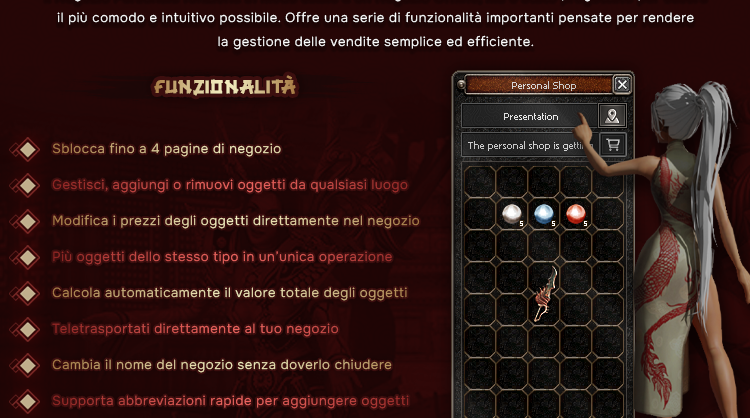 il più comodo e intuitivo possibile. Offre una serie di funzionalità importanti pensate per rendere
la gestione delle vendite semplice ed efficiente.
FUNZIONALITÀ
Sblocca fino a 4 pagine di negozio
Gestisci, aggiungi o rimuovi oggetti da qualsiasi luogo
Modifica i prezzi degli oggetti direttamente nel negozio
Più oggetti dello stesso tipo in un'unica operazione
Calcola automaticamente il valore totale degli oggetti
Teletrasportati direttamente al tuo negozio
Cambia il nome del negozio senza doverlo chiudere
Supporta abbreviazioni rapide per aggiungere oggetti
Personal Shop
Presentation
The personal shop is gettin
5 5 5